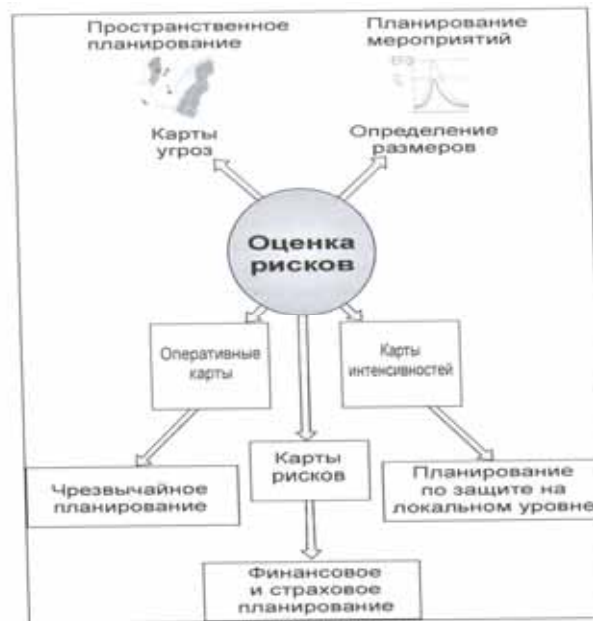 Пространственное
планирование
Планирование
мероприятий
Карты
угроз
Определение
размеров
Оценка
рисков
Оперативные
карты
Карты
интенсивностей
Чрезвычайное
планирование
Карты
рисков
Планирование
по защите на
локальном уровне
Финансовое
и страховое
планирование